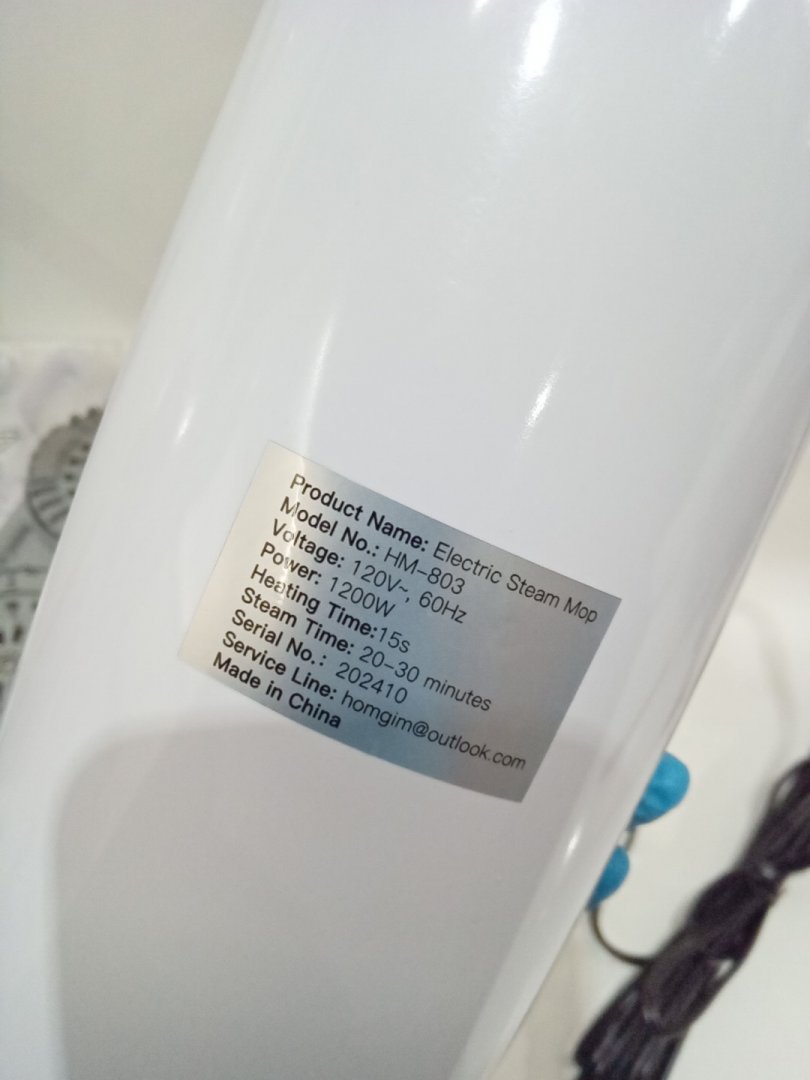 Product Name: Electric Steam Mop
Model No.: HM-803
Voltage: 120V~, 60Hz
Power: 1200W
Heating Time:15s
Steam Time: 20-30 minutes
Serial No.: 202410
Service Line: homgim@outlook.com
Made in China